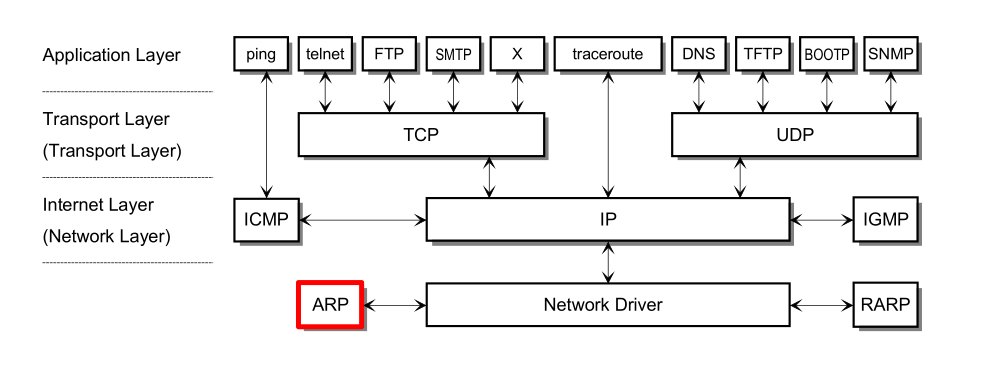 Application Layer
ping telnet FTP SMTP X traceroute DNS TFTP BOOTP SNMP
Transport Layer
(Transport Layer)
TCP UDP
Internet Layer
(Network Layer)
ICMP IP IGMP
ARP Network Driver RARP